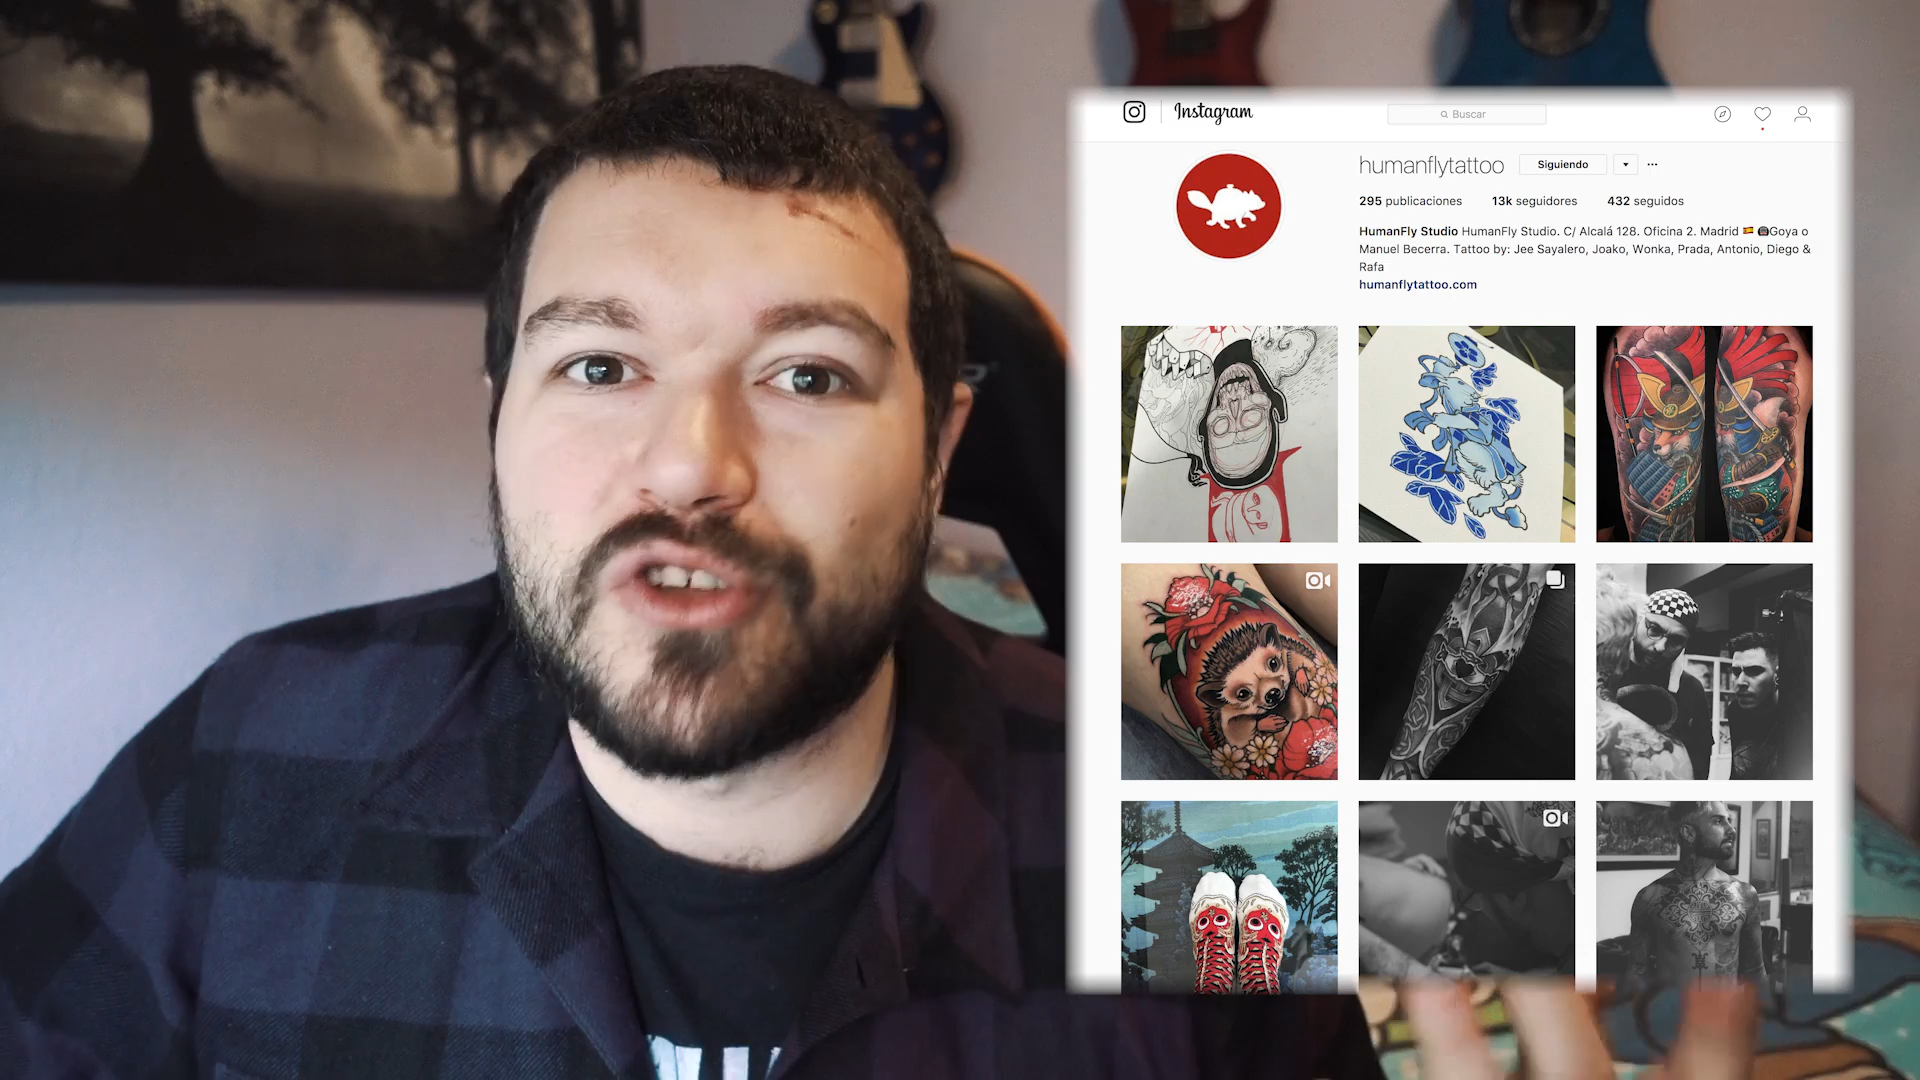 Instagram
Buscar
humanflytattoo
Siguiendo
295 publicaciones 13k seguidores 432 seguidos
HumanFly Studio HumanFly Studio. C/ Alcalá 128. Oficina 2. Madrid 🇪🇸 🚇Goya o
Manuel Becerra. Tattoo by: Jee Sayalero, Joako, Wonka, Prada, Antonio, Diego &
Rafa
humanflytattoo.com